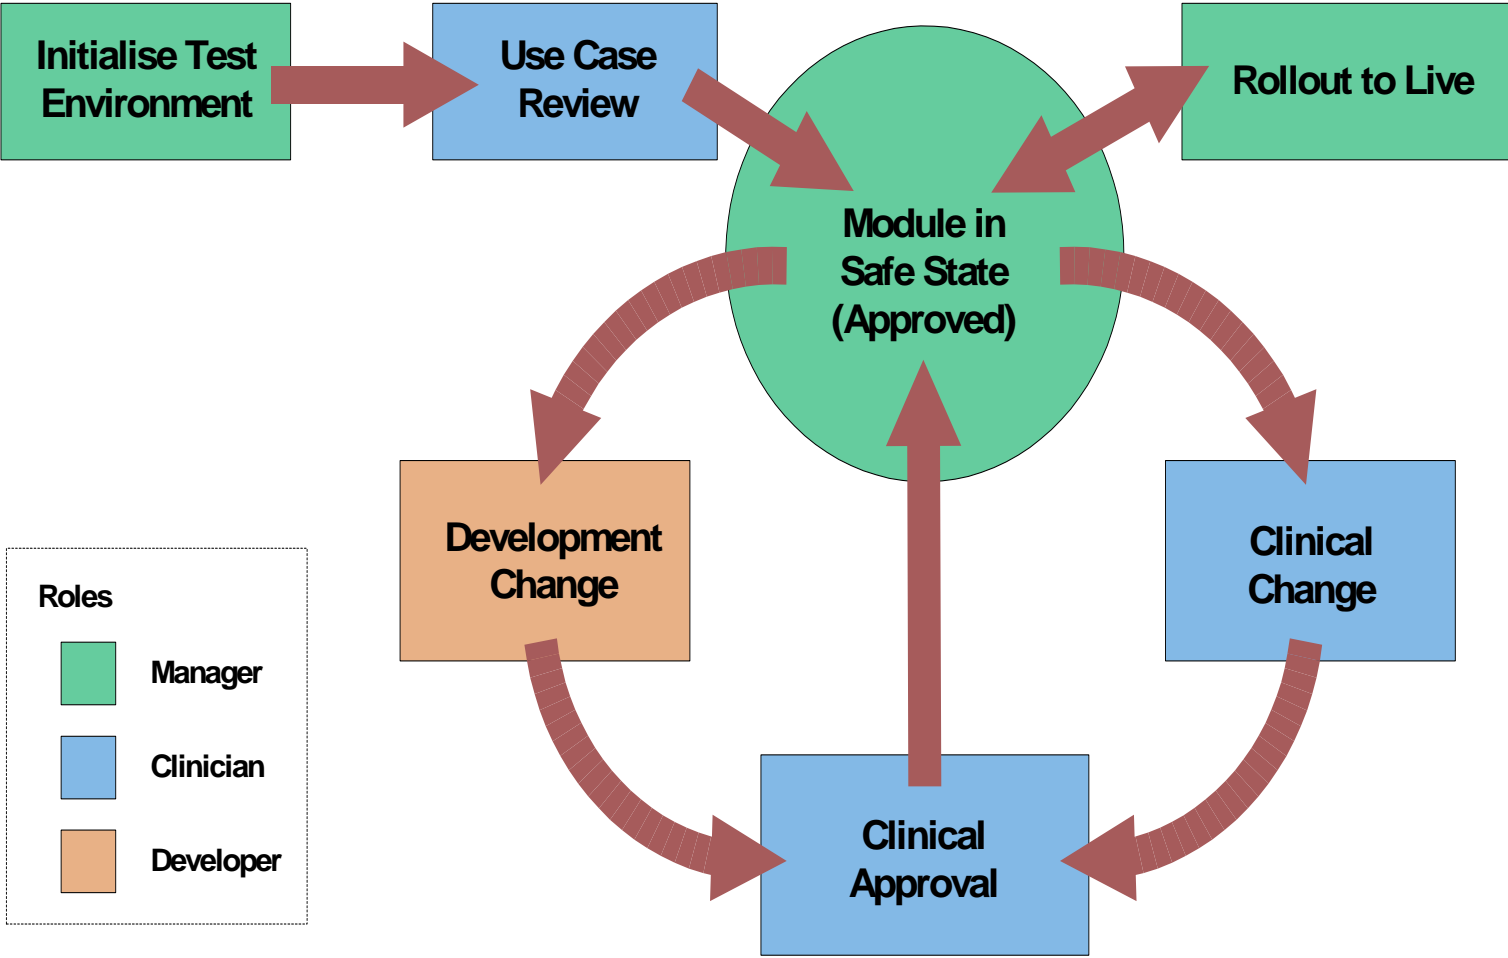 Initialise Test
Environment
Use Case
Review
Rollout to Live
Module in
Safe State
(Approved)
Development
Change
Clinical
Change
Roles
Manager
Clinician
Developer
Clinical
Approval